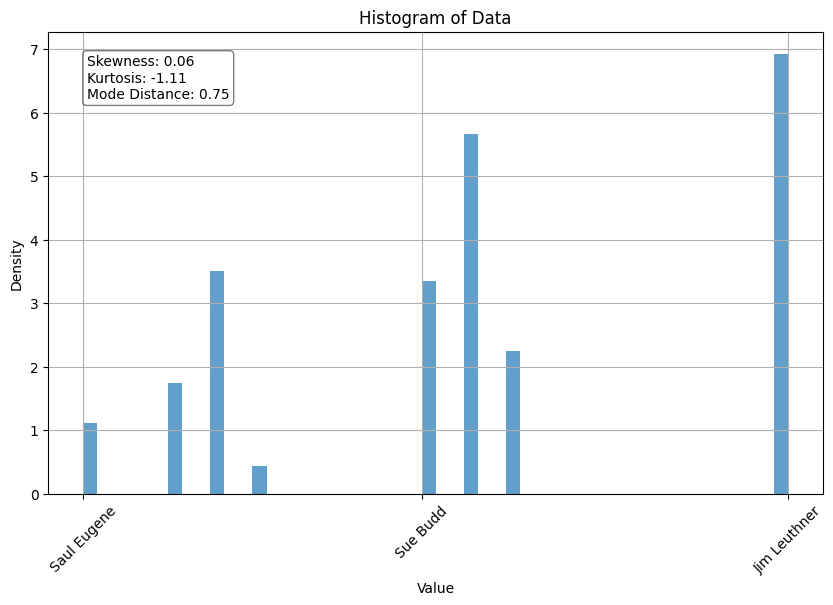 Histogram of Data
Skewness: 0.06
Kurtosis: -1.11
Mode Distance: 0.75
Density
7
6
5
4
3
2
1
0
Saul Eugene
Sue Budd
Jim Leuthner
Value